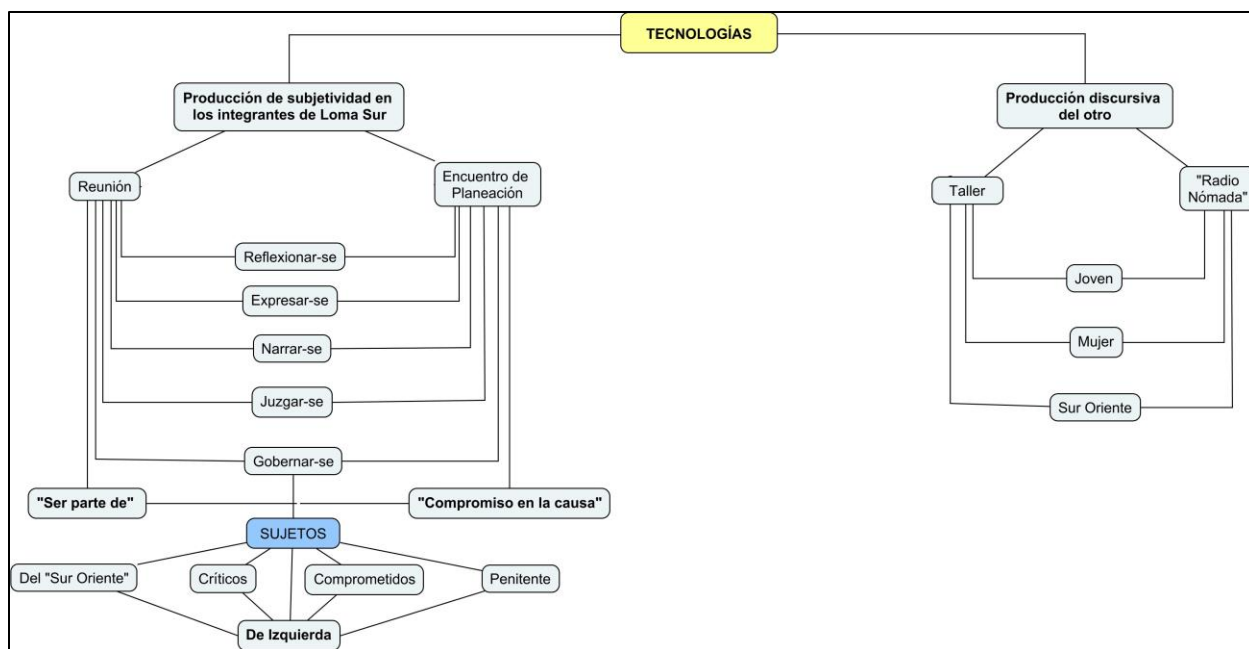 TECNOLOGÍAS
Producción de subjetividad en
los integrantes de Loma Sur
Producción discursiva
del otro
Reunión
Encuentro de
Planeación
Taller
"Radio
Nómada"
Reflexionar-se
Expresar-se
Narrar-se
Juzgar-se
Gobernar-se
Joven
Mujer
Sur Oriente
"Ser parte de"
"Compromiso en la causa"
SUJETOS
Del "Sur Oriente"
Críticos
Comprometidos
Penitente
De Izquierda